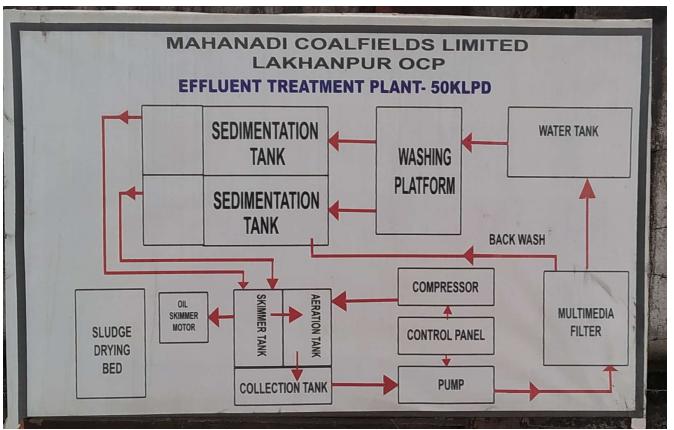 MAHANADI COALFIELDS LIMITED
LAKHANPUR OCP
EFFLUENT TREATMENT PLANT- 50KLPD
SEDIMENTATION
TANK
WASHING
PLATFORM
WATER TANK
SEDIMENTATION
TANK
BACK WASH
COMPRESSOR
OIL
SKIMMER
MOTOR
SKIMMER TANK
AERATION TANK
MULTIMEDIA
FILTER
SLUDGE
DRYING
BED
CONTROL PANEL
COLLECTION TANK
PUMP